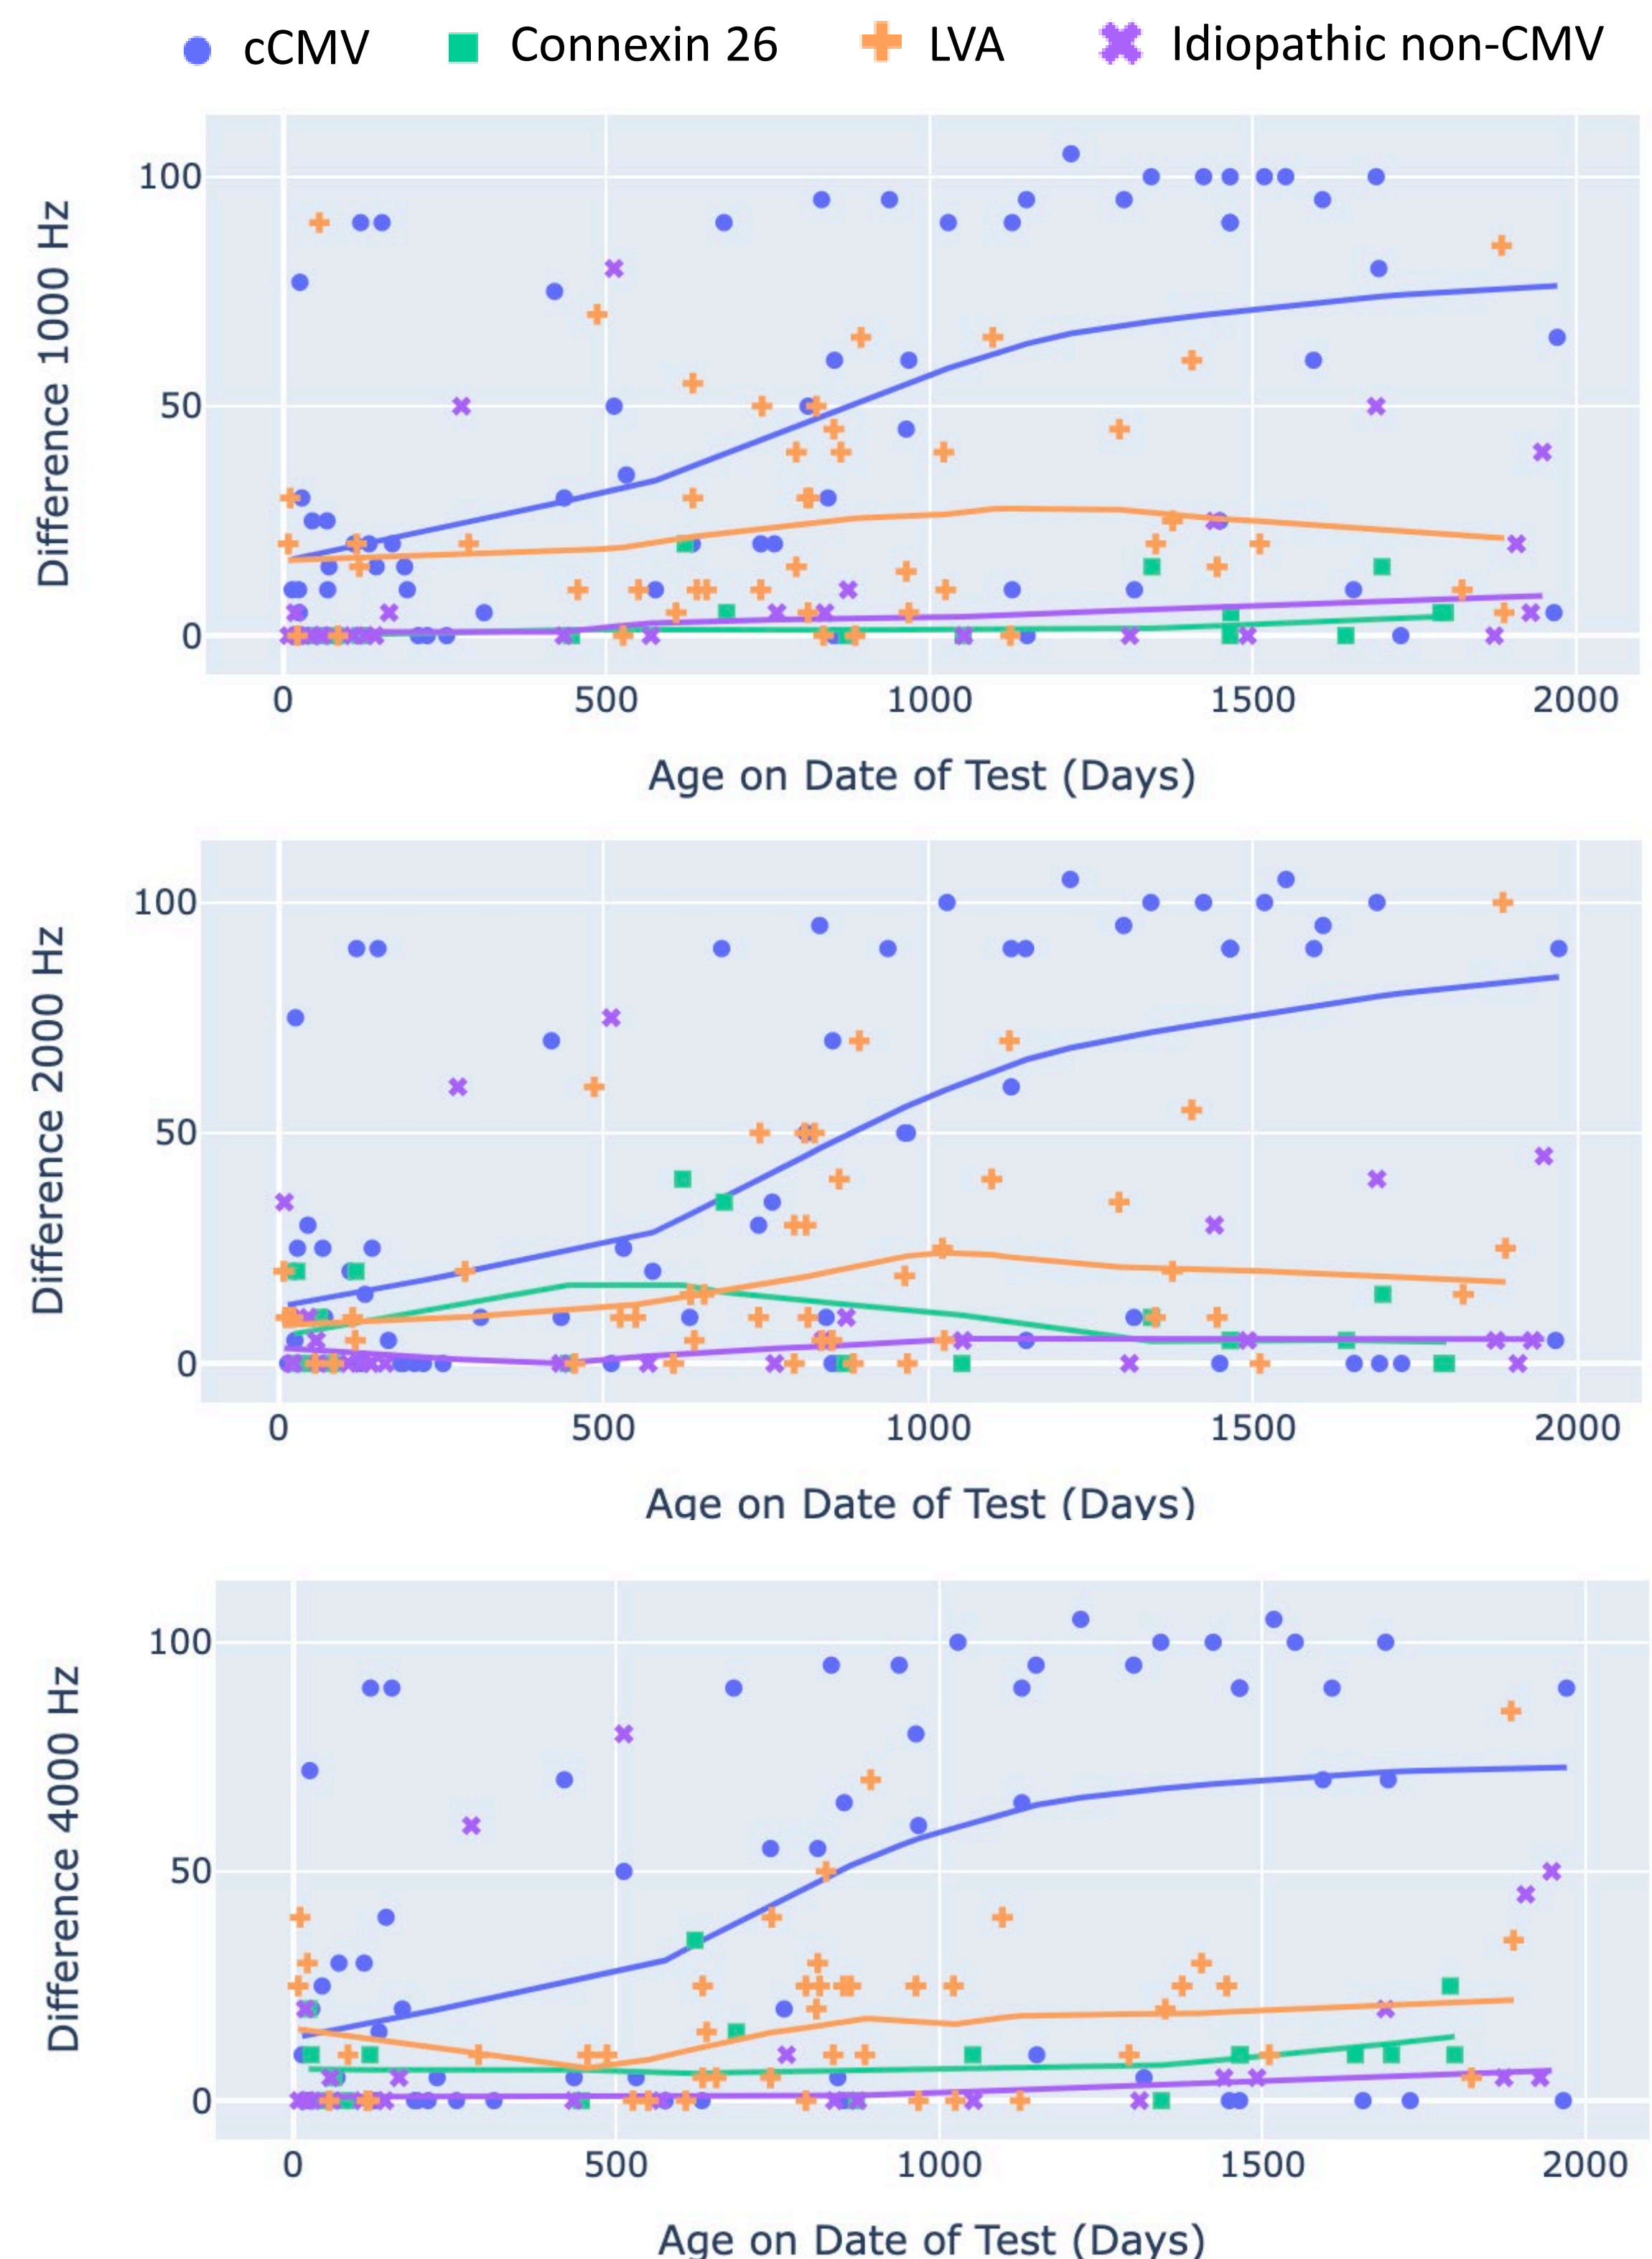 cCMV Connexin 26 LVA Idiopathic non-CMV
Difference 1000 Hz
100
50
0
0 500 1000 1500 2000
Age on Date of Test (Days)
Difference 2000 Hz
100
50
0
0 500 1000 1500 2000
Age on Date of Test (Days)
Difference 4000 Hz
100
50
0
0 500 1000 1500 2000
Age on Date of Test (Days)